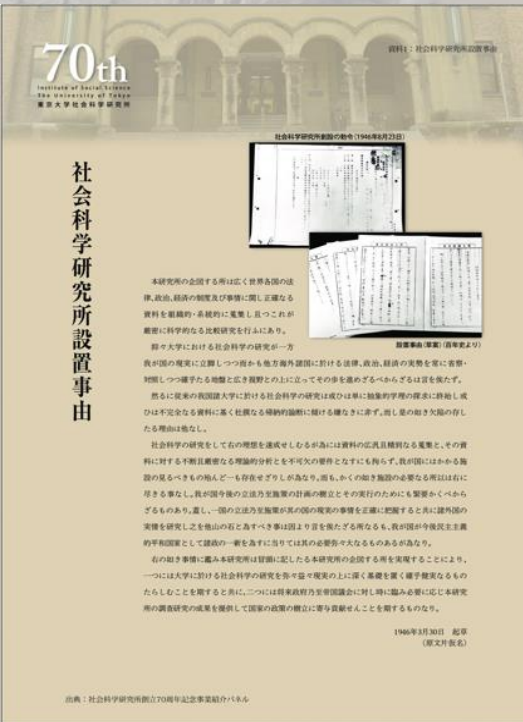 70th
Institute of Social Science
The University of Tokyo
東京大学社会科学研究所
資料1：社会科学研究所設置事由
社会科学研究所創設の勅令（1946年8月23日）
社会科学研究所設置事由
設置事由（草案）（百年史より）
本研究所の企図する所は広く世界各国の法
律、政治、経済の制度及び事情に関し正確なる
資料を組織的・系統的に蒐集し且つこれが
厳密に科学的なる比較研究を行ふにあり。
抑々大学における社会科学の研究が一方
我が国の現実に立脚しつつ而かも他方海外諸国に於ける法律、政治、経済の実勢を常に省察・
対照しつつ確乎たる地盤と広き視野との上に立ってその歩を進めざるべからざるは言を俟たず。
然るに従来の我国諸大学に於ける社会科学の研究は或ひは単に抽象的学理の探求に終始し或
ひは不完全なる資料に基く杜撰なる帰納的論断に傾ける嫌なきに非ず。而し是の如き欠陥の存し
たる理由は他なし。
社会科学の研究をして右の理想を達成せしむるが為には資料の広汎且積到なる蒐集と、その資
料に対する不断且厳密なる理論的分析とを不可欠の要件となすにも拘らず、我が国にはかかる施
設の見るべきもの殆んど一も存在せざりしが為なり。而も、かくの如き施設の必要なる所以は右に
尽きる事なし。我が国今後の立法乃至施策の計画の樹立とその実行のためにも緊要かくべから
ざるものあり。蓋し、一国の立法乃至施策が其の国の現実の事情を正確に把握すると共に諸外国の
実情を研究し之を他山の石と為すべき事は固より言を俟たざる所なるも、我が国が今後民主主義
的平和国家として諸政の一新を為すに当りては其の必要弥々大なるものあるが為なり。
右の如き事情に鑑み本研究所は冒頭に記したる本研究所の企図する所を実現することにより、
一つには大学に於ける社会科学の研究を弥々益々現実の上に深く基礎を置く確乎健実なるもの
たらしむことを期すると共に、二つには将来政府乃至帝国議会に対し時に臨み必要に応じ本研究
所の調査研究の成果を提供して国家の政策の樹立に寄与貢献せんことを期するものなり。
1946年3月30日　起草
（原文片仮名）
出典：社会科学研究所創立70周年記念事業紹介パネル